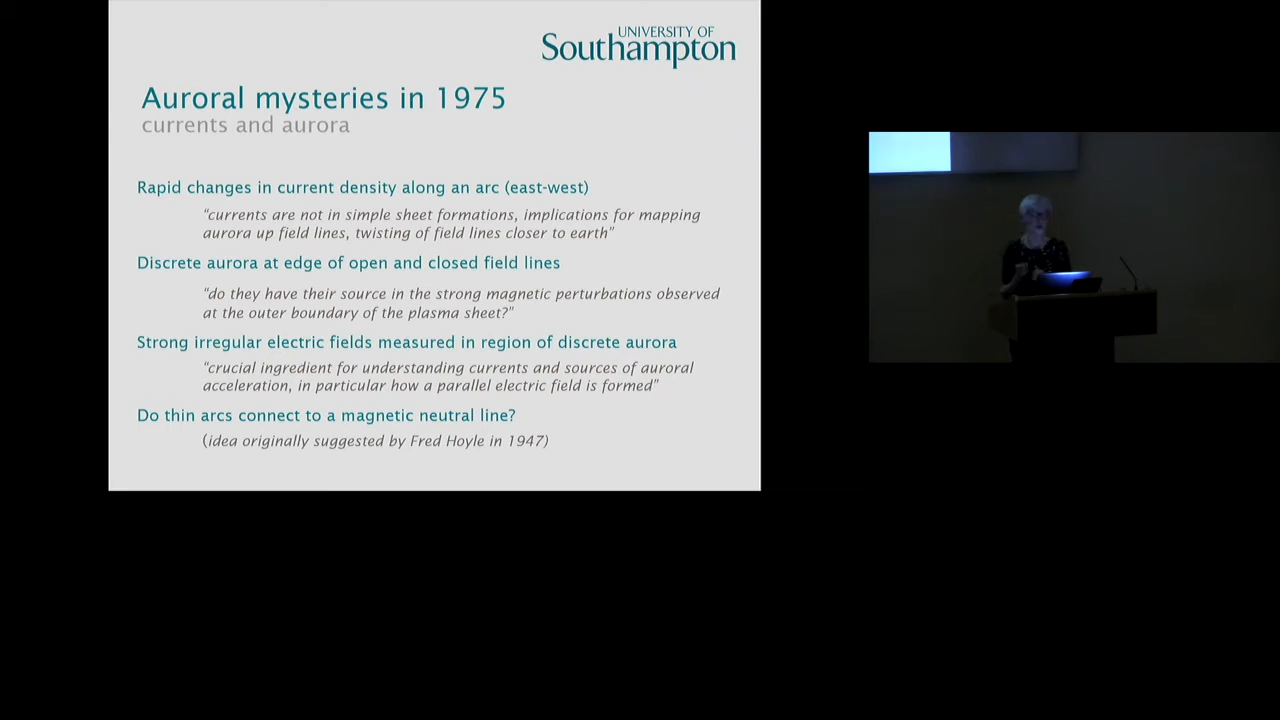 UNIVERSITY OF
Southampton
Auroral mysteries in 1975
currents and aurora
Rapid changes in current density along an arc (east-west)
“currents are not in simple sheet formations, implications for mapping
aurora up field lines, twisting of field lines closer to earth”
Discrete aurora at edge of open and closed field lines
“do they have their source in the strong magnetic perturbations observed
at the outer boundary of the plasma sheet?”
Strong irregular electric fields measured in region of discrete aurora
“crucial ingredient for understanding currents and sources of auroral
acceleration, in particular how a parallel electric field is formed”
Do thin arcs connect to a magnetic neutral line?
(idea originally suggested by Fred Hoyle in 1947)